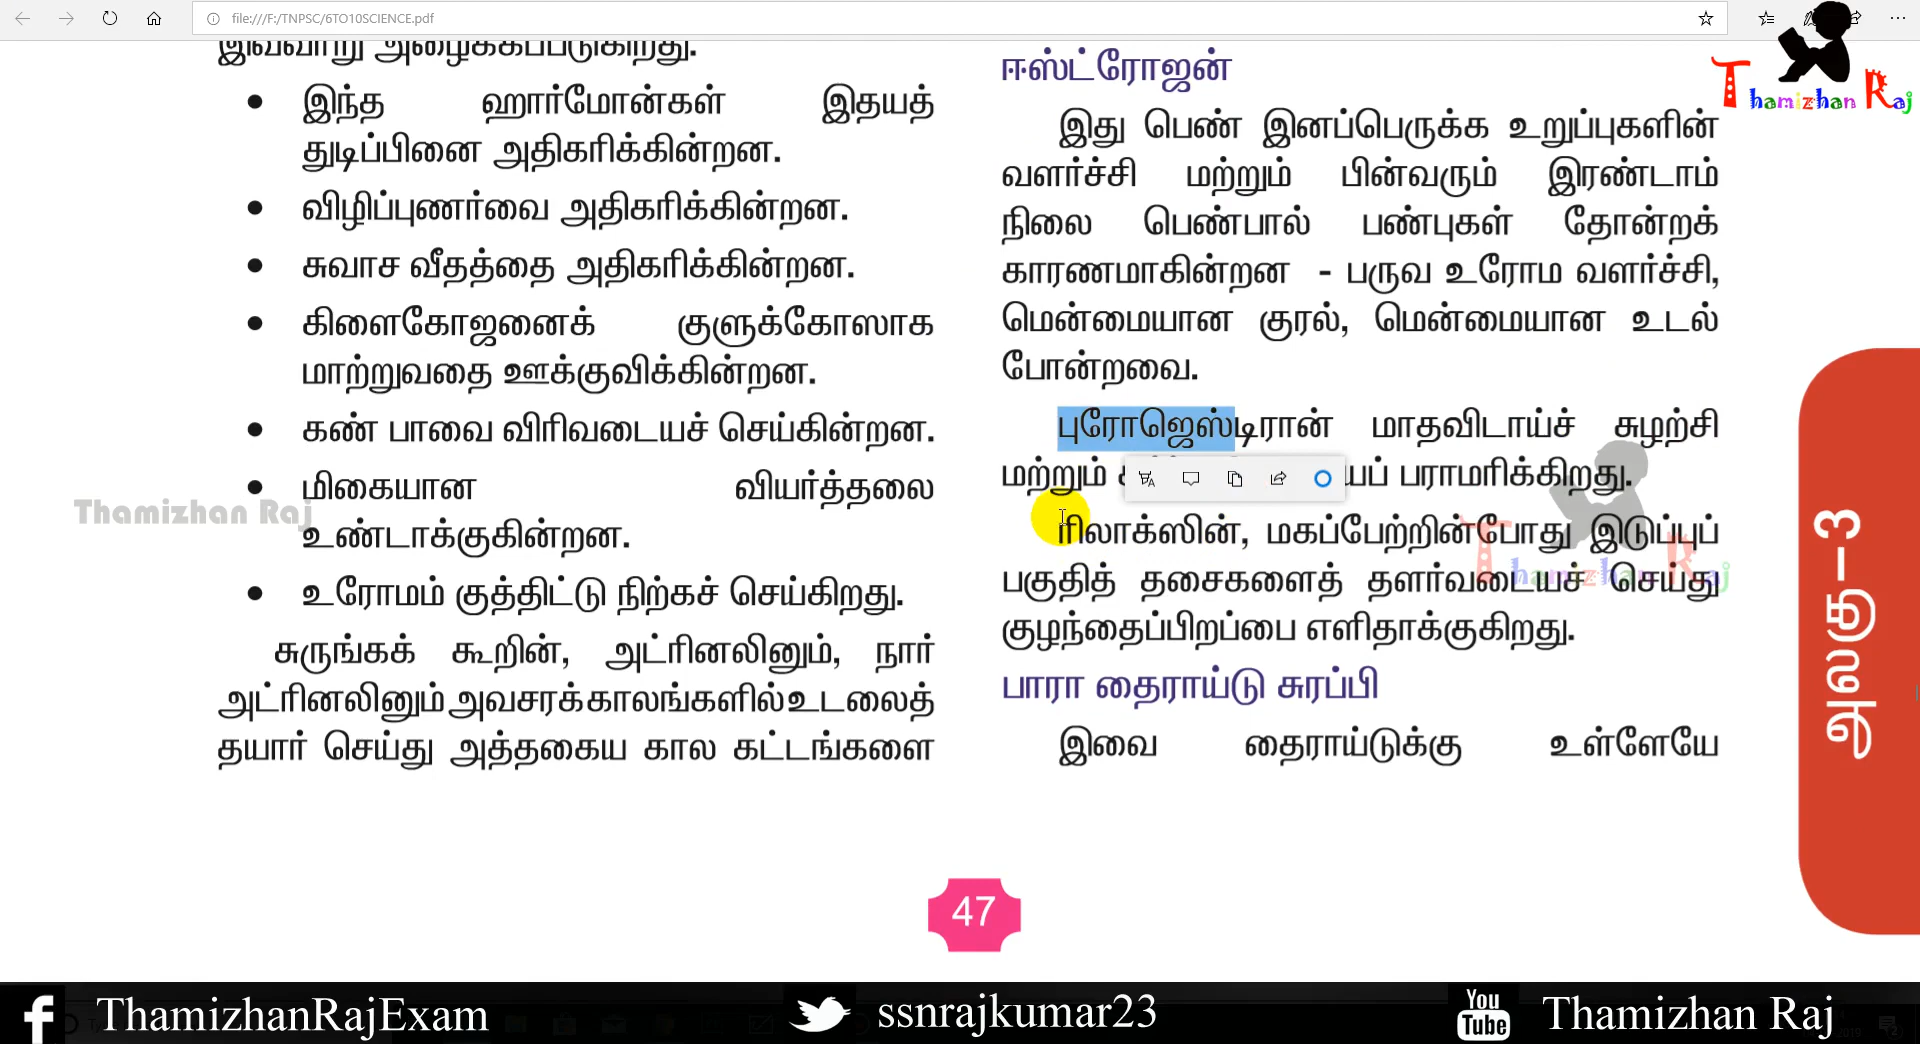 file:///F:/TNPSC/6TO10SCIENCE.pdf
இவ்வாறு அழைக்கப்படுகிறது.
• இந்த ஹார்மோன்கள் இதயத்
துடிப்பினை அதிகரிக்கின்றன.
• விழிப்புணர்வை அதிகரிக்கின்றன.
• சுவாச வீதத்தை அதிகரிக்கின்றன.
• கிளைகோஜனைக் குளுக்கோஸாக
மாற்றுவதை ஊக்குவிக்கின்றன.
• கண் பாவை விரிவடையச் செய்கின்றன.
• மிகையான வியர்த்தலை
உண்டாக்குகின்றன.
• உரோமம் குத்திட்டு நிற்கச் செய்கிறது.
சுருங்கக் கூறின், அட்ரினலினும், நார்
அட்ரினலினும் அவசரக் காலங்களில் உடலைத்
தயார் செய்து அத்தகைய கால கட்டங்களை
ஈஸ்ட்ரோஜன்
இது பெண் இனப்பெருக்க உறுப்புகளின்
வளர்ச்சி மற்றும் பின்வரும் இரண்டாம்
நிலை பெண்பால் பண்புகள் தோன்றக்
காரணமாகின்றன - பருவ உரோம வளர்ச்சி,
மென்மையான குரல், மென்மையான உடல்
போன்றவை.
புரோஜெஸ்டிரான் மாதவிடாய்ச் சுழற்சி
மற்றும் பராமரிக்கிறது.
ரிலாக்ஸின், மகப்பேற்றின்போது இடுப்புப்
பகுதித் தசைகளைத் தளர்வடையச் செய்து
குழந்தைப்பிறப்பை எளிதாக்குகிறது.
பாரா தைராய்டு சுரப்பி
இவை தைராய்டுக்கு உள்ளேயே
அலகு-3
47
Thamizhan Raj
Thamizhan Raj
Thamizhan Raj
ThamizhanRajExam
ssnrajkumar23
You Tube
Thamizhan Raj